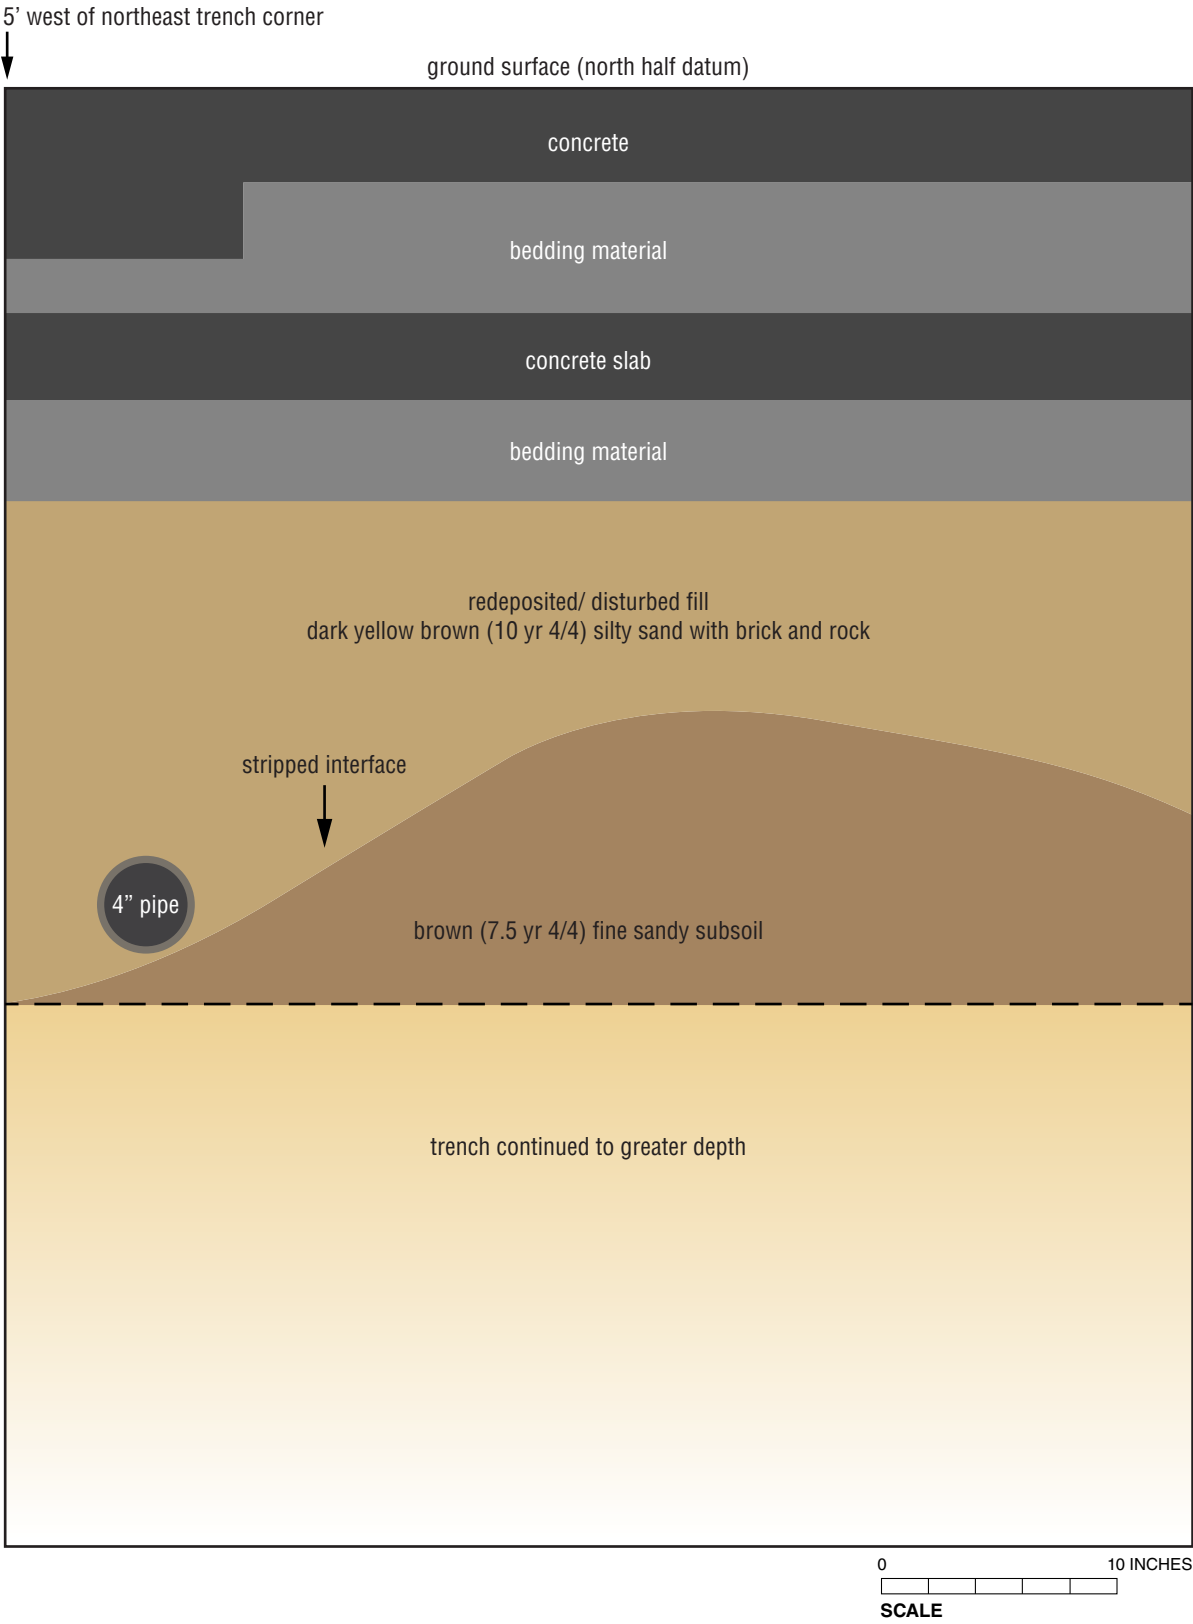 5’ west of northeast trench corner
ground surface (north half datum)
concrete
bedding material
concrete slab
bedding material
redeposited/ disturbed fill
dark yellow brown (10 yr 4/4) silty sand with brick and rock
stripped interface
4” pipe
brown (7.5 yr 4/4) fine sandy subsoil
trench continued to greater depth
0 10 INCHES
SCALE